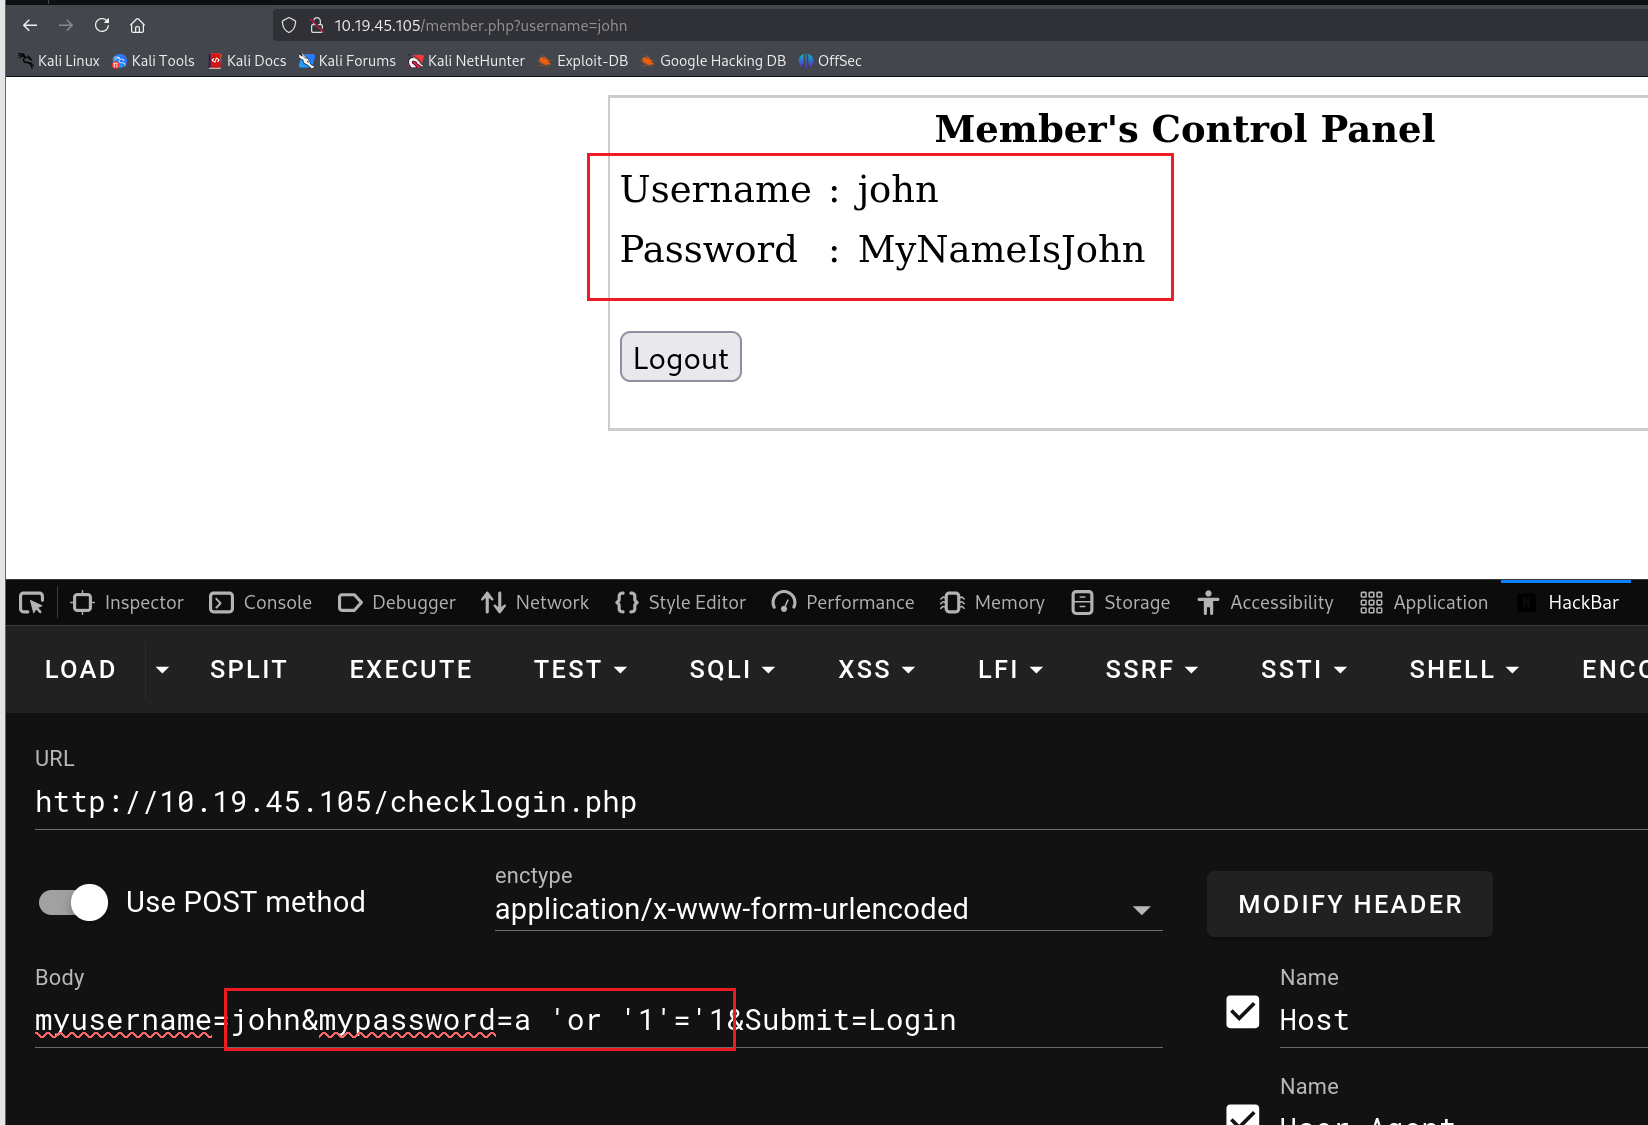 10.19.45.105/member.php?username=john
Kali Linux Kali Tools Kali Docs Kali Forums Kali NetHunter Exploit-DB Google Hacking DB OffSec
Member's Control Panel
Username : john
Password : MyNameIsJohn
Logout
Inspector Console Debugger Network Style Editor Performance Memory Storage Accessibility Application HackBar
LOAD SPLIT EXECUTE TEST SQLI XSS LFI SSRF SSTI SHELL ENCO
URL
http://10.19.45.105/checklogin.php
Use POST method
enctype
application/x-www-form-urlencoded
MODIFY HEADER
Body
myusername=john&mypassword=a 'or '1'='1&Submit=Login
Name
Host
Name